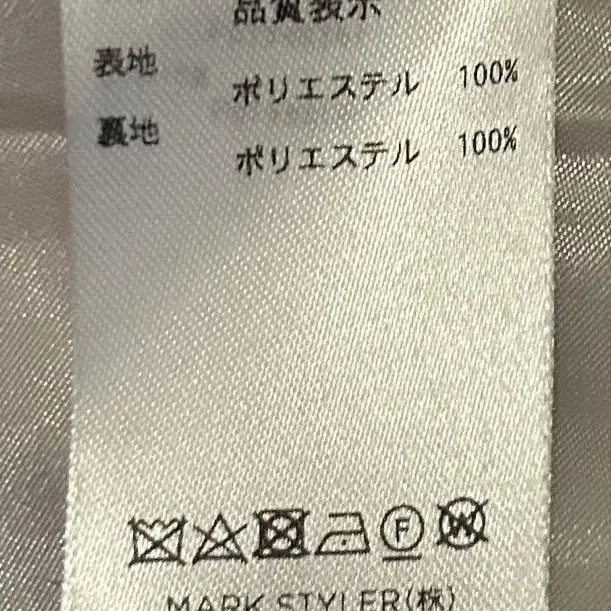 品質表示
表地 ポリエステル 100%
裏地 ポリエステル 100%
F W
MARK STYLER(株)